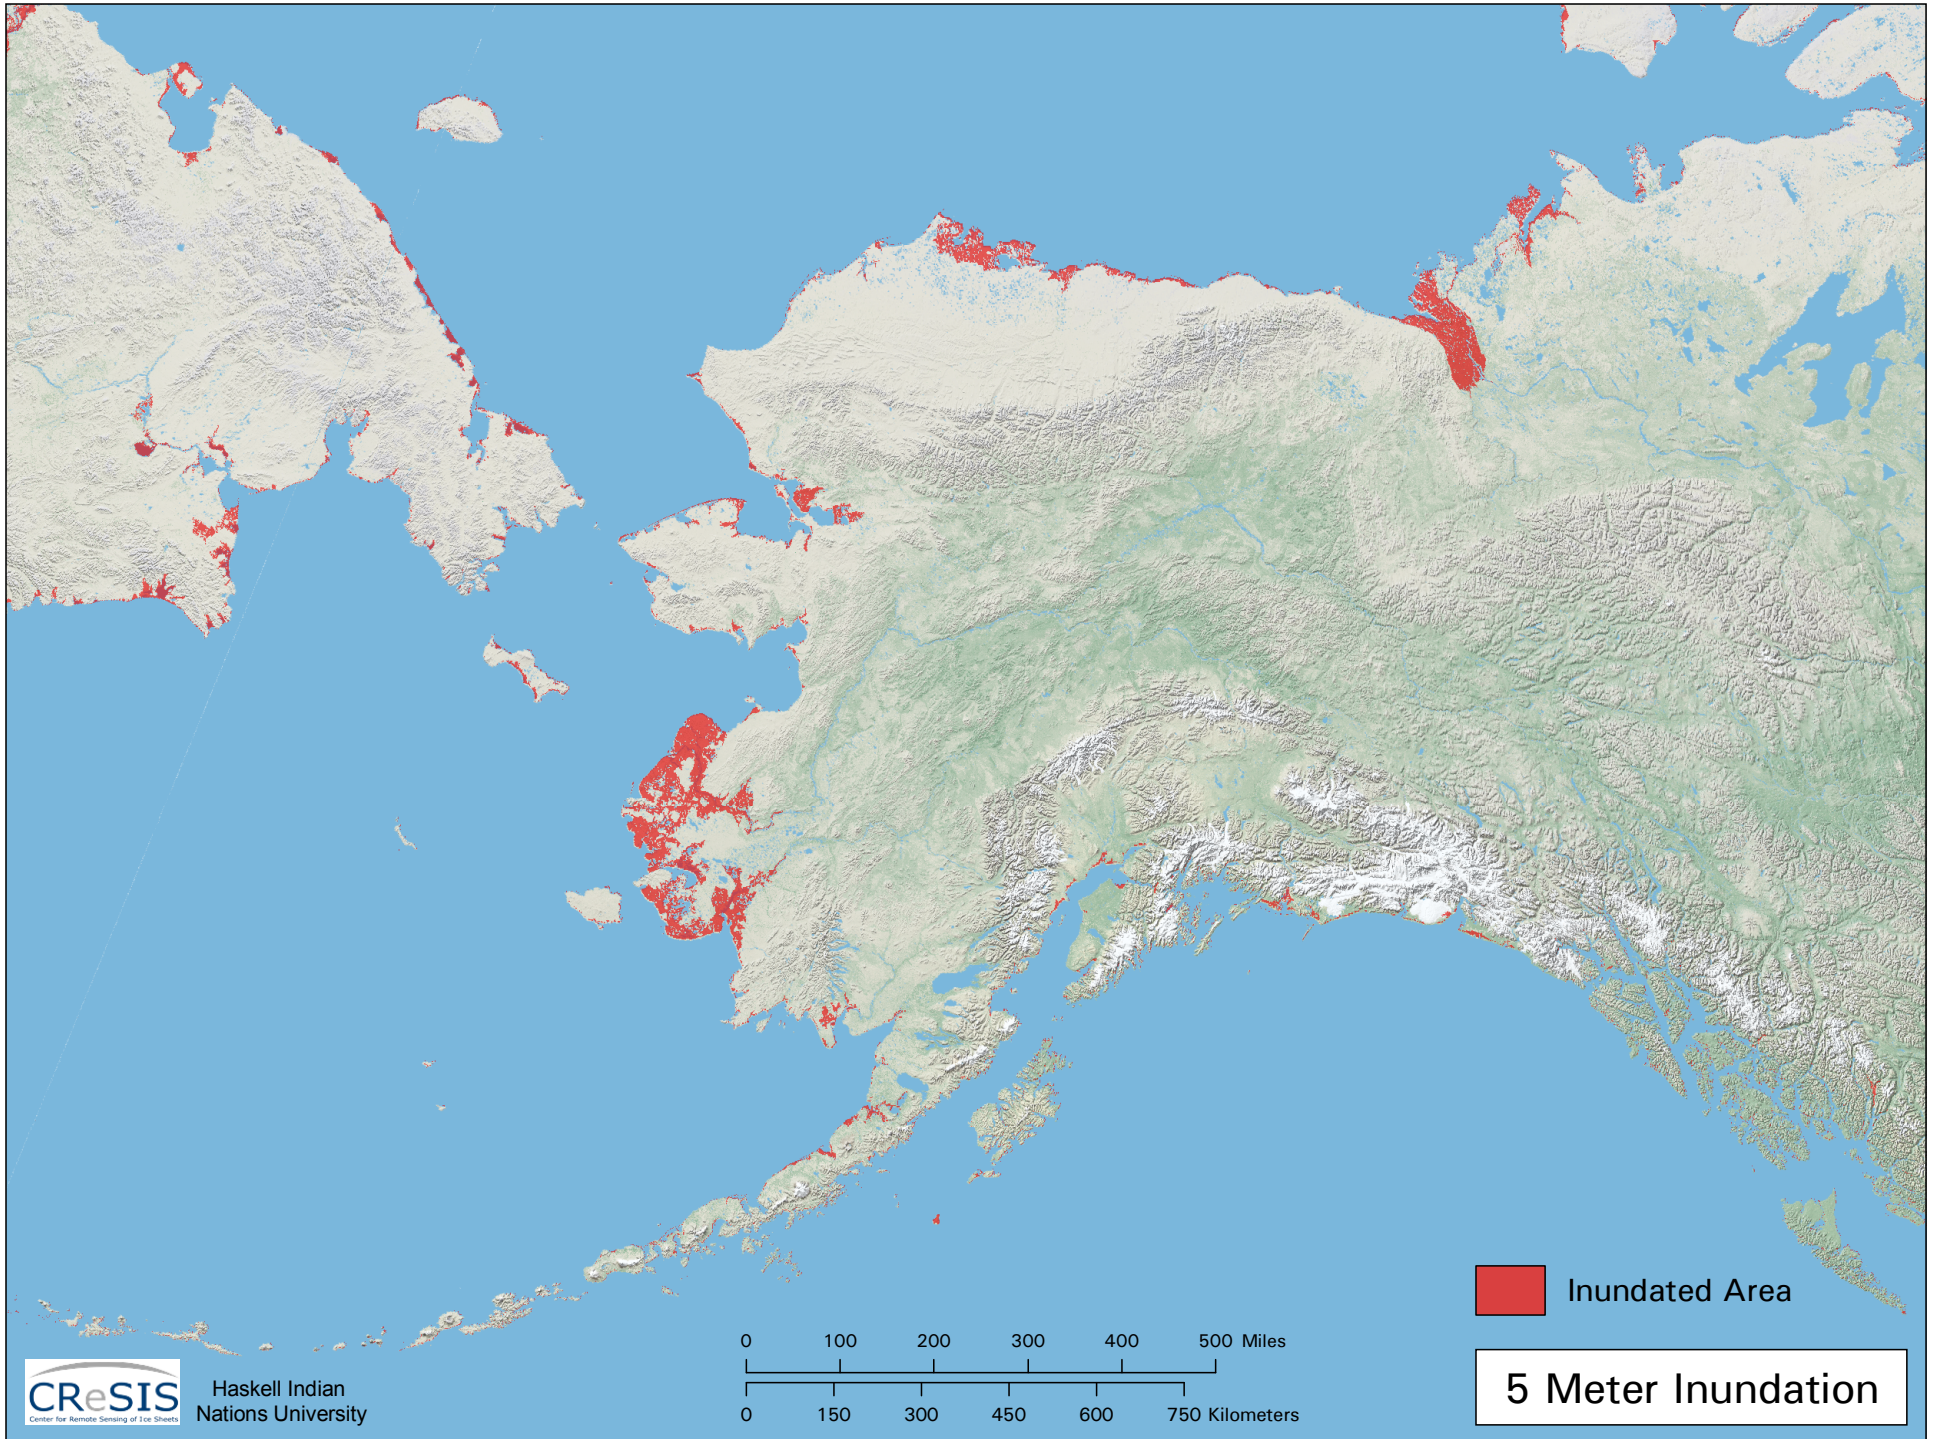 Inundated Area
0 100 200 300 400 500 Miles
0 150 300 450 600 750 Kilometers
5 Meter Inundation
CReSIS
Center for Remote Sensing of Ice Sheets
Haskell Indian
Nations University